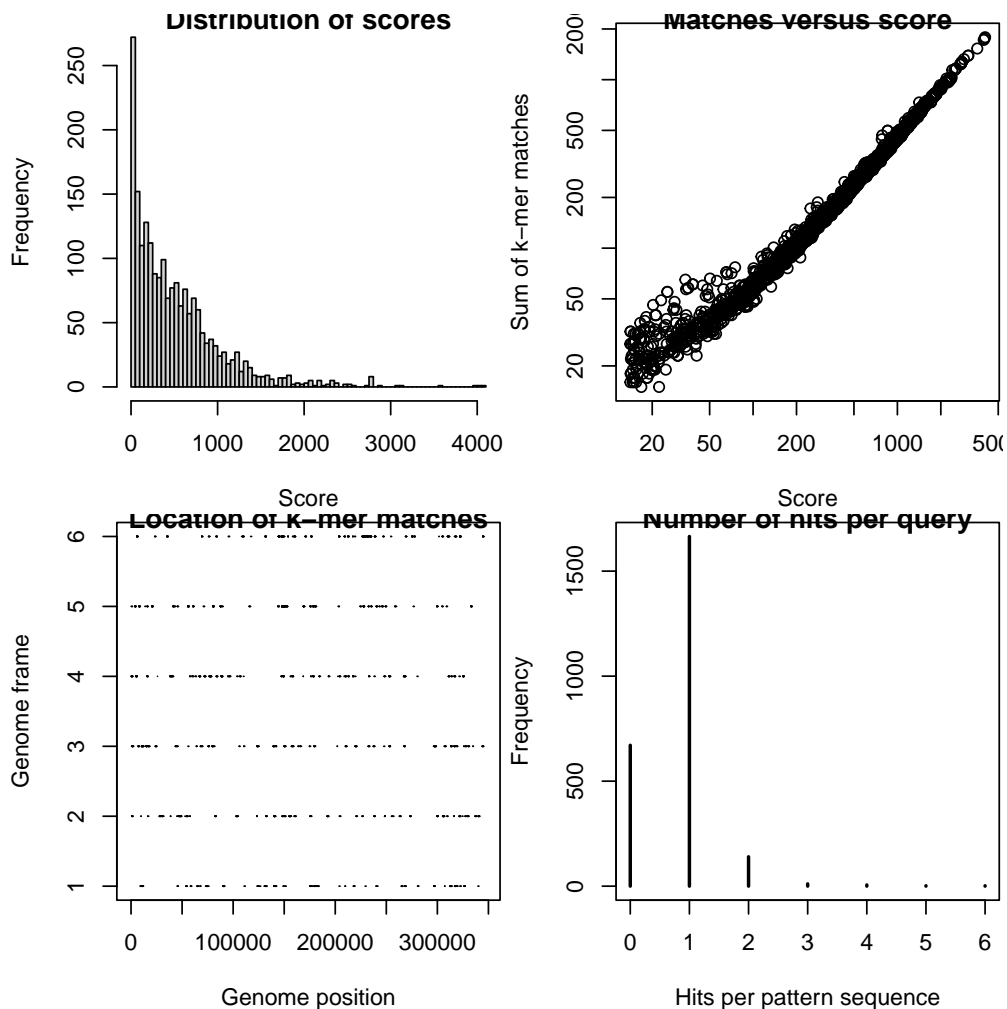 Distribution of scores
Frequency
250
200
150
100
50
0
0 1000 2000 3000 4000
Score
Matches versus score
Sum of k−mer matches
500
200
50
20
20 50 200 1000
Score
Location of k−mer matches
Genome frame
6
5
4
3
2
1
0 100000 200000 300000
Genome position
Number of hits per query
Frequency
1500
1000
500
0
0 1 2 3 4 5 6
Hits per pattern sequence